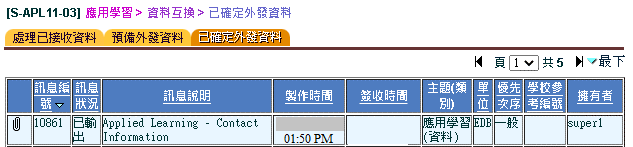 [S-APL11-03] 應用學習 > 資料互換 > 已確定外發資料
處理已接收資料 預備外發資料 已確定外發資料
頁 1 共 5 最下
訊息編號 訊息狀況 訊息說明 製作時間 簽收時間 主題(類別) 單位 優先次序 學校參考編號 擁有者
10861 已輸出 Applied Learning - Contact Information 01:50 PM 應用學習(資料) EDB 一般 super1